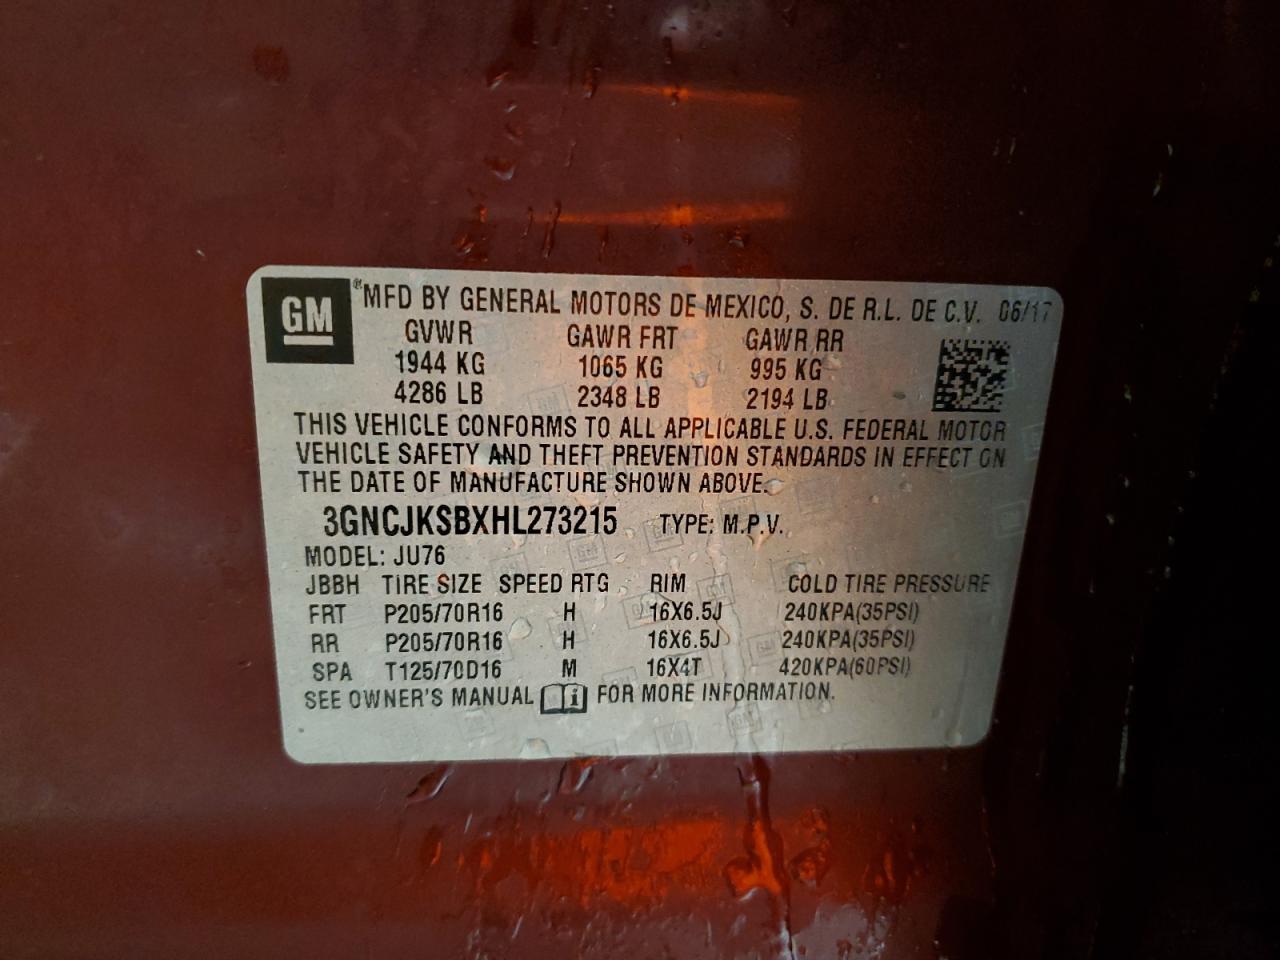 GM ®MFD BY GENERAL MOTORS DE MEXICO, S. DE R.L. DE C.V. 06/17
GVWR GAWR FRT GAWR RR
1944 KG 1065 KG 995 KG
4286 LB 2348 LB 2194 LB
THIS VEHICLE CONFORMS TO ALL APPLICABLE U.S. FEDERAL MOTOR
VEHICLE SAFETY AND THEFT PREVENTION STANDARDS IN EFFECT ON
THE DATE OF MANUFACTURE SHOWN ABOVE.
3GNCJKSBXHL273215 TYPE: M.P.V.
MODEL: JU76
JBBH TIRE SIZE SPEED RTG RIM COLD TIRE PRESSURE
FRT P205/70R16 H 16X6.5J 240KPA(35PSI)
RR P205/70R16 H 16X6.5J 240KPA(35PSI)
SPA T125/70D16 M 16X4T 420KPA(60PSI)
SEE OWNER'S MANUAL i FOR MORE INFORMATION.